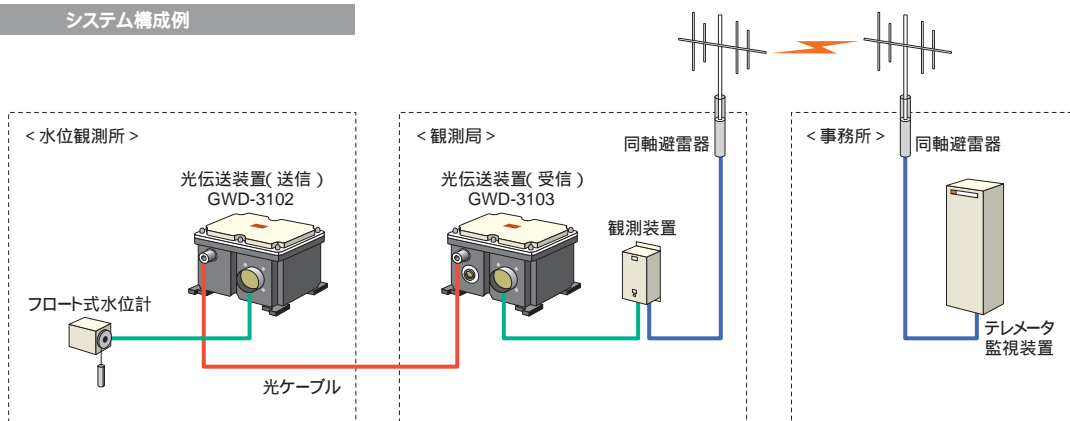 システム構成例
<水位観測所>
光伝送装置(送信)
GWD-3102
フロート式水位計
光ケーブル
<観測局>
光伝送装置(受信)
GWD-3103
観測装置
同軸避雷器
<事務所>
同軸避雷器
テレメータ
監視装置